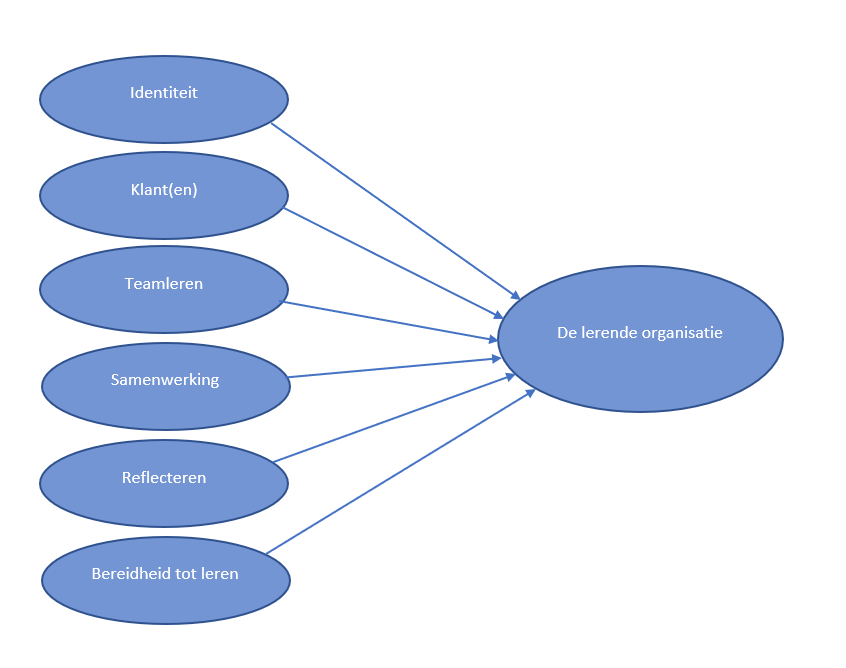 Identiteit
Klant(en)
Teamleren
De lerende organisatie
Samenwerking
Reflecteren
Bereidheid tot leren